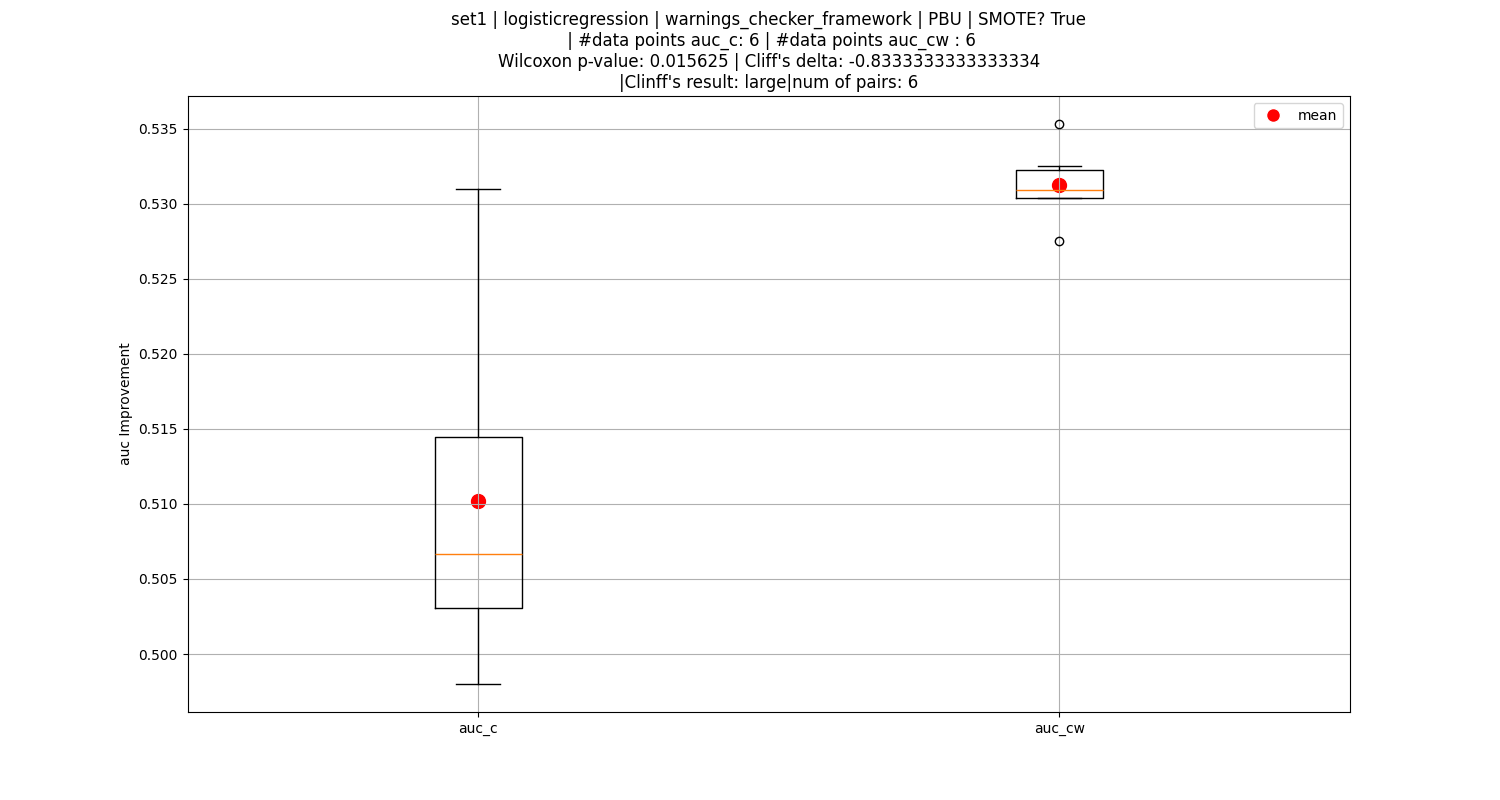 set1 | logisticregression | warnings_checker_framework | PBU | SMOTE? True
| #data points auc_c: 6 | #data points auc_cw : 6
Wilcoxon p-value: 0.015625 | Cliff's delta: -0.8333333333333334
|Clinff's result: large|num of pairs: 6
mean
0.535
0.530
0.525
0.520
0.515
0.510
0.505
0.500
auc Improvement
auc_c
auc_cw